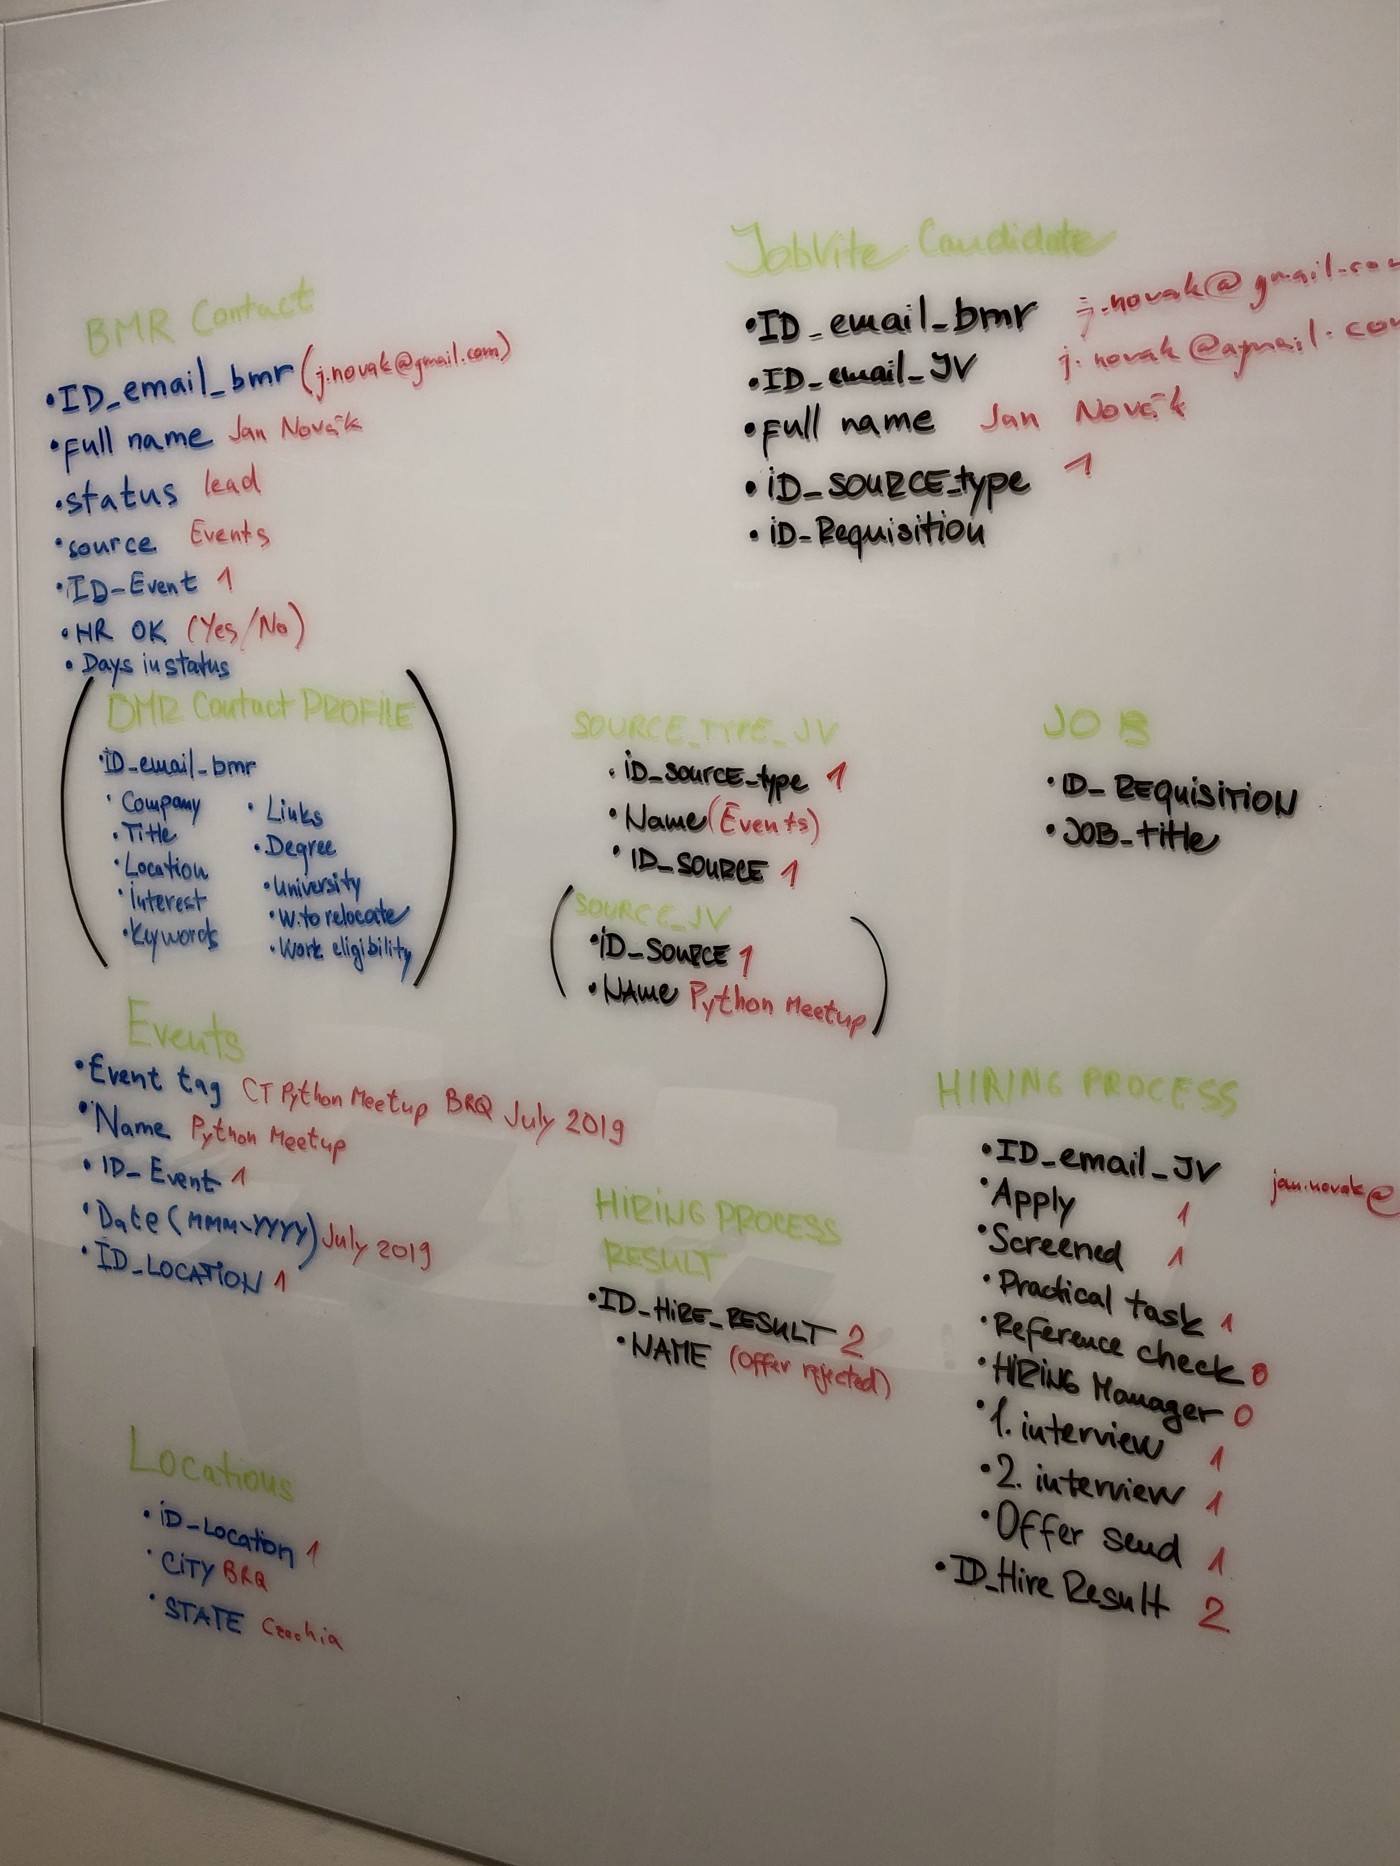 BMR Contact
•ID_email_bmr (j.novak@gmail.com)
•Full name Jan Novák
•status lead
•source Events
•ID-Event 1
•HR OK (Yes/No)
•Days in status
BMR Contact PROFILE
•ID_email_bmr
•Company
•Title
•Location
•Interest
•Keywords
•Links
•Degree
•University
•W. to relocate
•Work eligibility
Events
•Event tag CT Python Meetup BRQ July 2019
•Name Python Meetup
•ID_Event 1
•Date (MMM-YYYY) July 2019
•ID_LOCATION 1
Locations
•iD_Location 1
•CITY BRQ
•STATE Czechia
JobVite Candidate
•ID_email_bmr j.novak@gmail.co
•ID_email_JV
•Full name Jan Novák
•iD_SOURCE_type 1
•iD-Requisition
SOURCE_TYPE_JV
•iD_source_type 1
•Name (Events)
•ID_SOURCE 1
SOURCE_JV
•iD_SOURCE 1
•NAME Python Meetup
JOB
•ID_REQUISITION
•JOB_title
HIRING PROCESS RESULT
•ID_HIRE_RESULT 2
•NAME (Offer rejected)
HIRING PROCESS
•ID_email_JV jan.novak@
•Apply 1
•Screened 1
•Practical task 1
•Reference check 0
•HIRING Manager 0
•1. interview 1
•2. interview 1
•Offer send 1
•ID_Hire Result 2